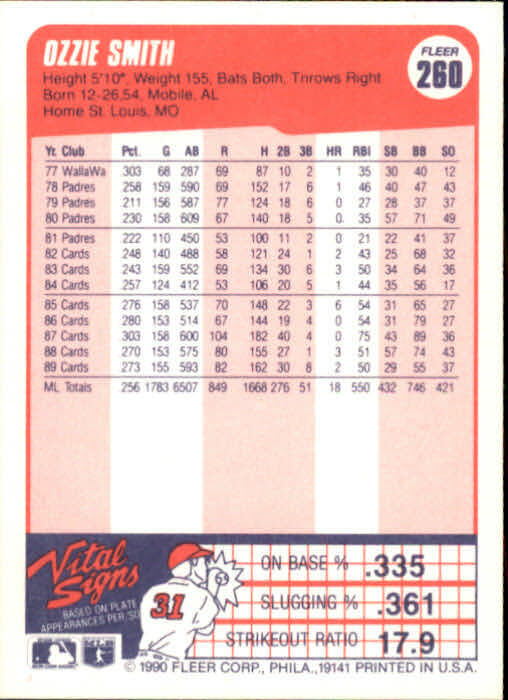 OZZIE SMITH
FLEER
260
Height 5'10", Weight 155, Bats Both, Throws Right
Born 12-26,54, Mobile, AL
Home St. Louis, MO
Yr. Club Pct. G AB R H 2B 3B HR RBI SB BB SO
77 WallaWa 303 68 287 69 87 10 2 1 35 30 40 12
78 Padres 258 159 590 69 152 17 6 1 46 40 47 43
79 Padres 211 156 587 77 124 18 6 0 27 28 37 37
80 Padres 230 158 609 67 140 18 5 0 35 57 71 49
81 Padres 222 110 450 53 100 11 2 0 21 22 41 37
82 Cards 248 140 488 58 121 24 1 2 43 25 68 32
83 Cards 243 159 552 69 134 30 6 3 50 34 64 36
84 Cards 257 124 412 53 106 20 5 1 44 35 56 17
85 Cards 276 158 537 70 148 22 3 6 54 31 65 27
86 Cards 280 153 514 67 144 19 4 0 54 31 79 27
87 Cards 303 158 600 104 182 40 4 0 75 43 89 36
88 Cards 270 153 575 80 155 27 1 3 51 57 74 43
89 Cards 273 155 593 82 162 30 8 2 50 29 55 37
ML Totals 256 1783 6507 849 1668 276 51 18 550 432 746 421
Vital
Signs
BASED ON PLATE
APPEARANCES PER/SO
31
ON BASE % .335
SLUGGING % .361
STRIKEOUT RATIO 17.9
© 1990 FLEER CORP., PHILA.,19141 PRINTED IN U.S.A.